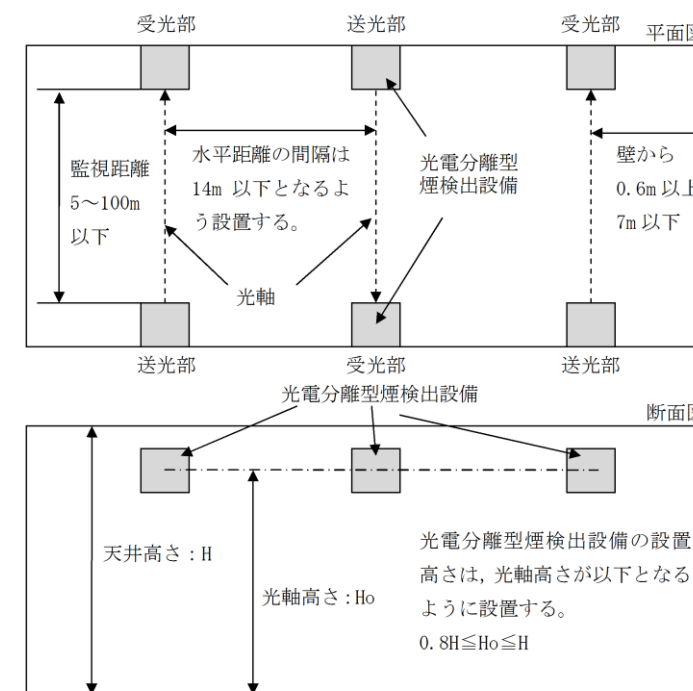 受光部 送光部 受光部
平面図
監視距離
5～100m
以下
水平距離の間隔は
14m 以下となるよ
う設置する。
光電分離型
煙検出設備
壁から
0.6m 以上
7m 以下
光軸
送光部 受光部 送光部
光電分離型煙検出設備
断面図
天井高さ：H
光軸高さ：Ho
光電分離型煙検出設備の設置
高さは，光軸高さが以下となる
ように設置する。
0.8H≦Ho≦H